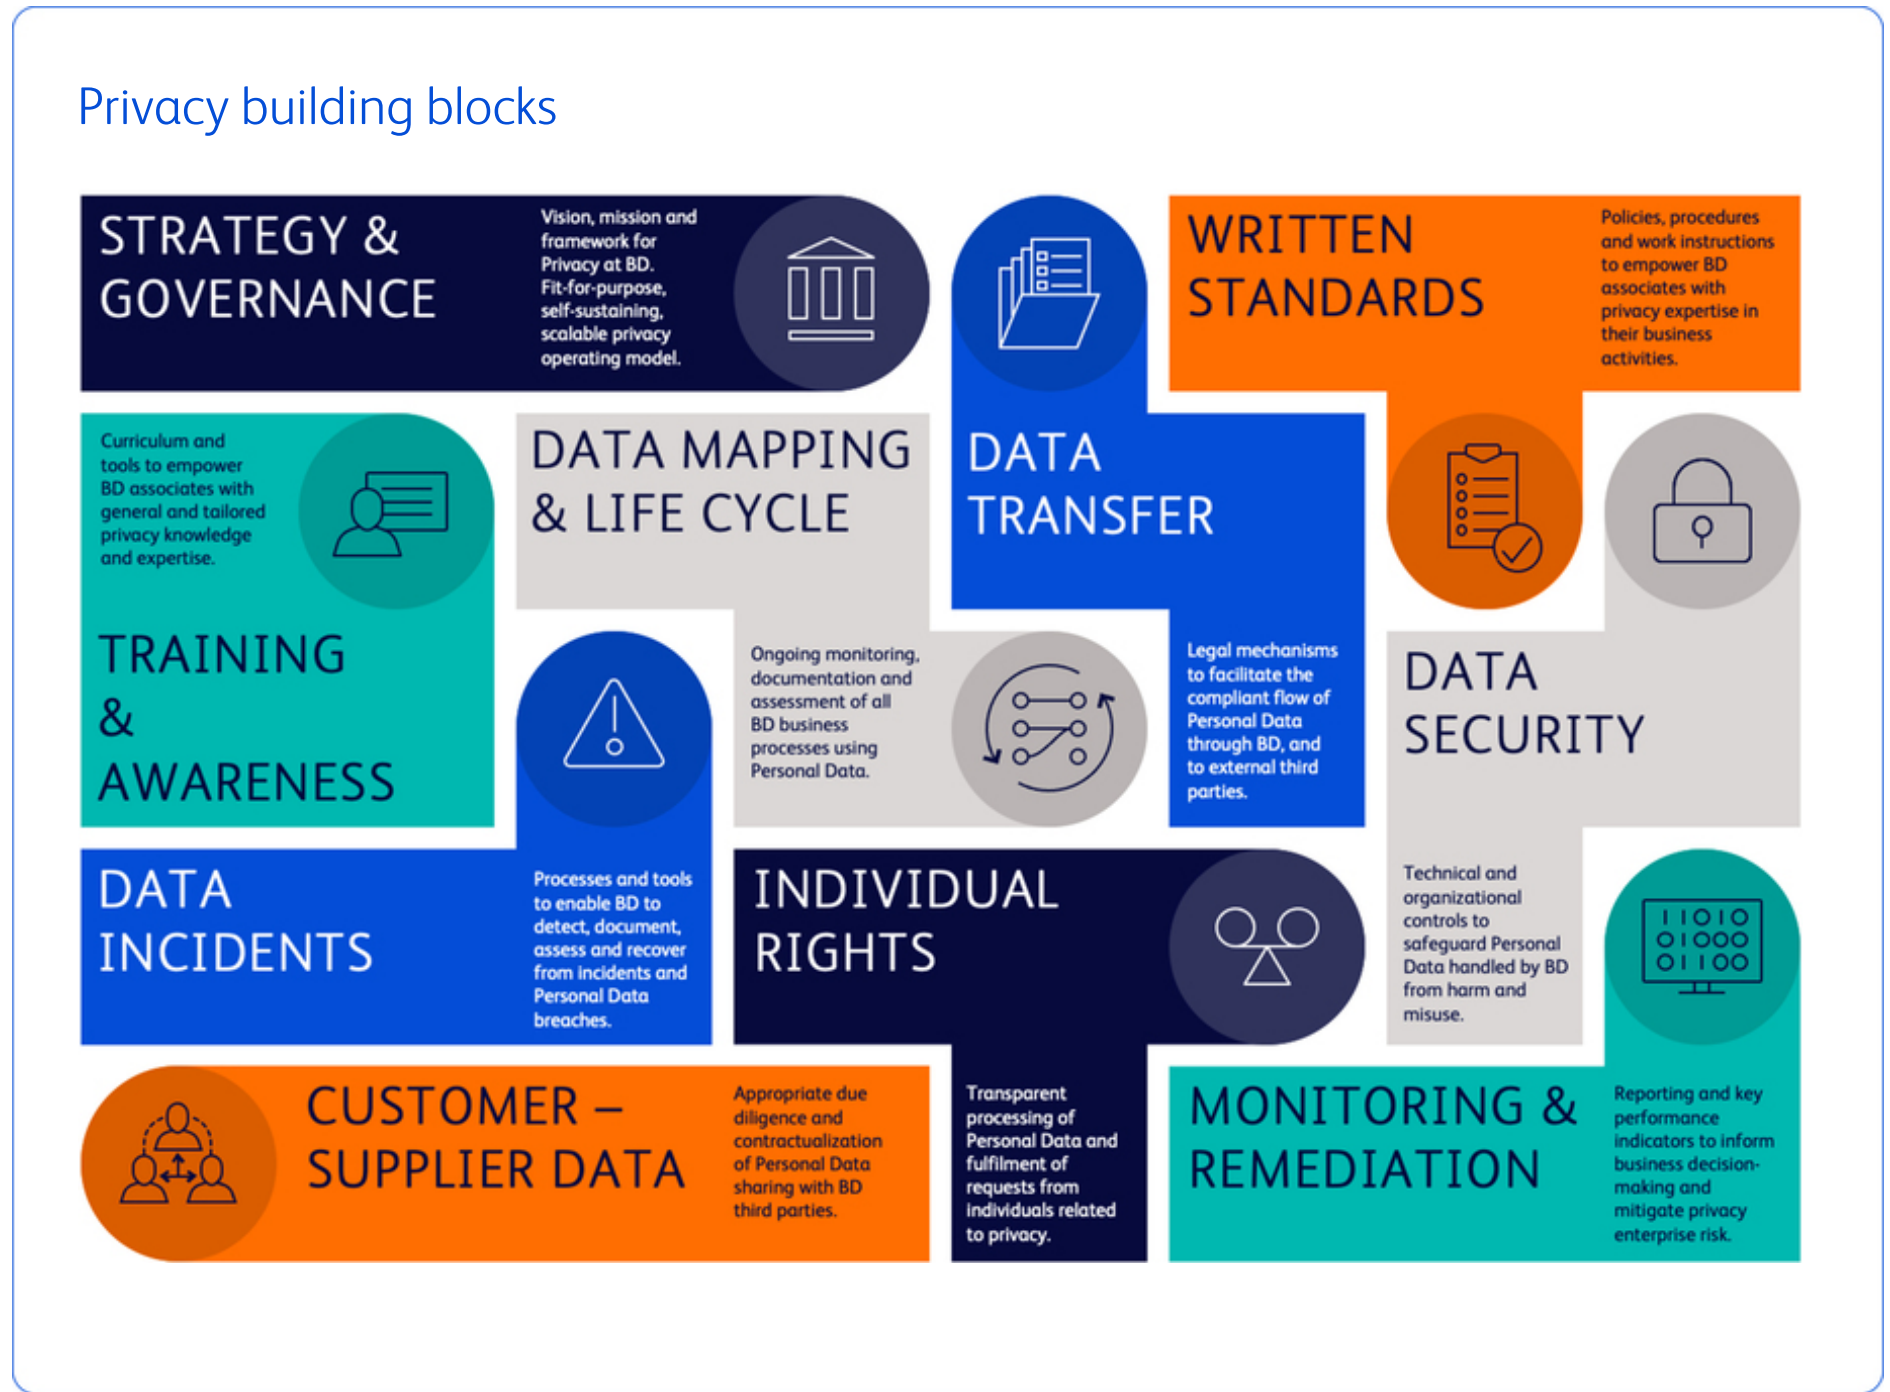 Privacy building blocks
STRATEGY &
GOVERNANCE
Vision, mission and
framework for
Privacy at BD.
Fit-for-purpose,
self-sustaining,
scalable privacy
operating model.
WRITTEN
STANDARDS
Policies, procedures
and work instructions
to empower BD
associates with
privacy expertise in
their business
activities.
Curriculum and
tools to empower
BD associates with
general and tailored
privacy knowledge
and expertise.
TRAINING
&
AWARENESS
DATA MAPPING
& LIFE CYCLE
Ongoing monitoring,
documentation and
assessment of all
BD business
processes using
Personal Data.
DATA
TRANSFER
Legal mechanisms
to facilitate the
compliant flow of
Personal Data
through BD, and
to external third
parties.
DATA
SECURITY
Technical and
organizational
controls to
safeguard Personal
Data handled by BD
from harm and
misuse.
DATA
INCIDENTS
Processes and tools
to enable BD to
detect, document,
assess and recover
from incidents and
Personal Data
breaches.
INDIVIDUAL
RIGHTS
Transparent
processing of
Personal Data and
fulfilment of
requests from
individuals related
to privacy.
11010
01000
01100
CUSTOMER –
SUPPLIER DATA
Appropriate due
diligence and
contractualization
of Personal Data
sharing with BD
third parties.
MONITORING &
REMEDIATION
Reporting and key
performance
indicators to inform
business decision-
making and
mitigate privacy
enterprise risk.